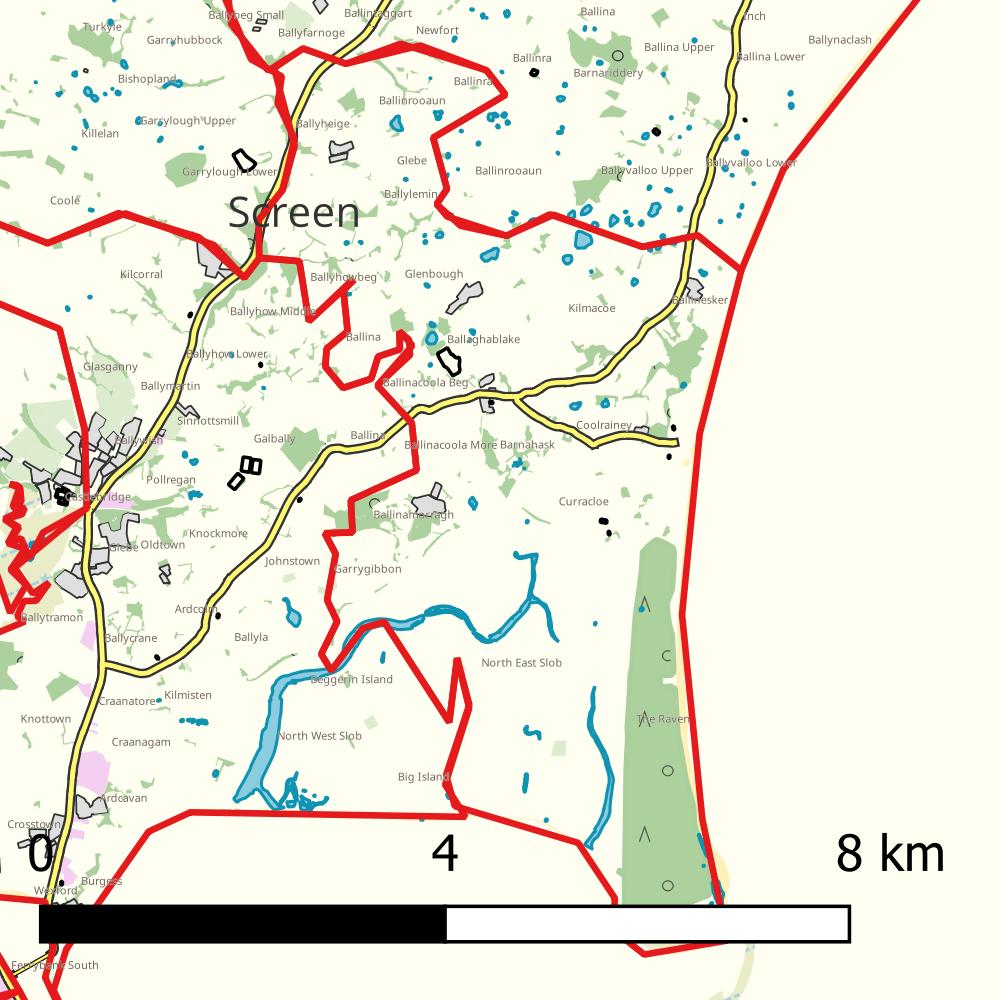 Ballybeg Small
Ballintaggart
Ballina
Inch
Turkyle
Ballyfarnoge
Newfort
Garryhubbock
Ballina Upper
Ballynaclash
Ballinra
Ballina Lower
Bishopland
Ballinra
Barnariddery
Ballinrooaun
Garrylough Upper
Ballyheige
Killelan
Glebe
Ballyvalloo Lower
Garrylough Lower
Ballinrooaun
Ballyvalloo Upper
Coole
Ballylemin
Screen
Kilcorral
Ballyhowbeg
Glenbough
Ballinesker
Ballyhow Middle
Kilmacoe
Ballina
Ballaghablake
Ballyhow Lower
Glasganny
Ballymartin
Ballinacoola Beg
Sinnottsmill
Coolrainey
Ballywish
Galbally
Ballina
Ballinacoola More
Barnahask
Pollregan
Castlebridge
Curracloe
Ballinamorragh
Knockmore
Glebe
Oldtown
Johnstown
Garrygibbon
Ardcolm
Ballytramon
Ballycrane
Ballyla
North East Slob
Beggerin Island
Craanatore
Kilmisten
Knottown
The Raven
North West Slob
Craanagam
Big Island
Ardcavan
Crosstown
0
4
8 km
Burgess
Wexford
Ferrybank South